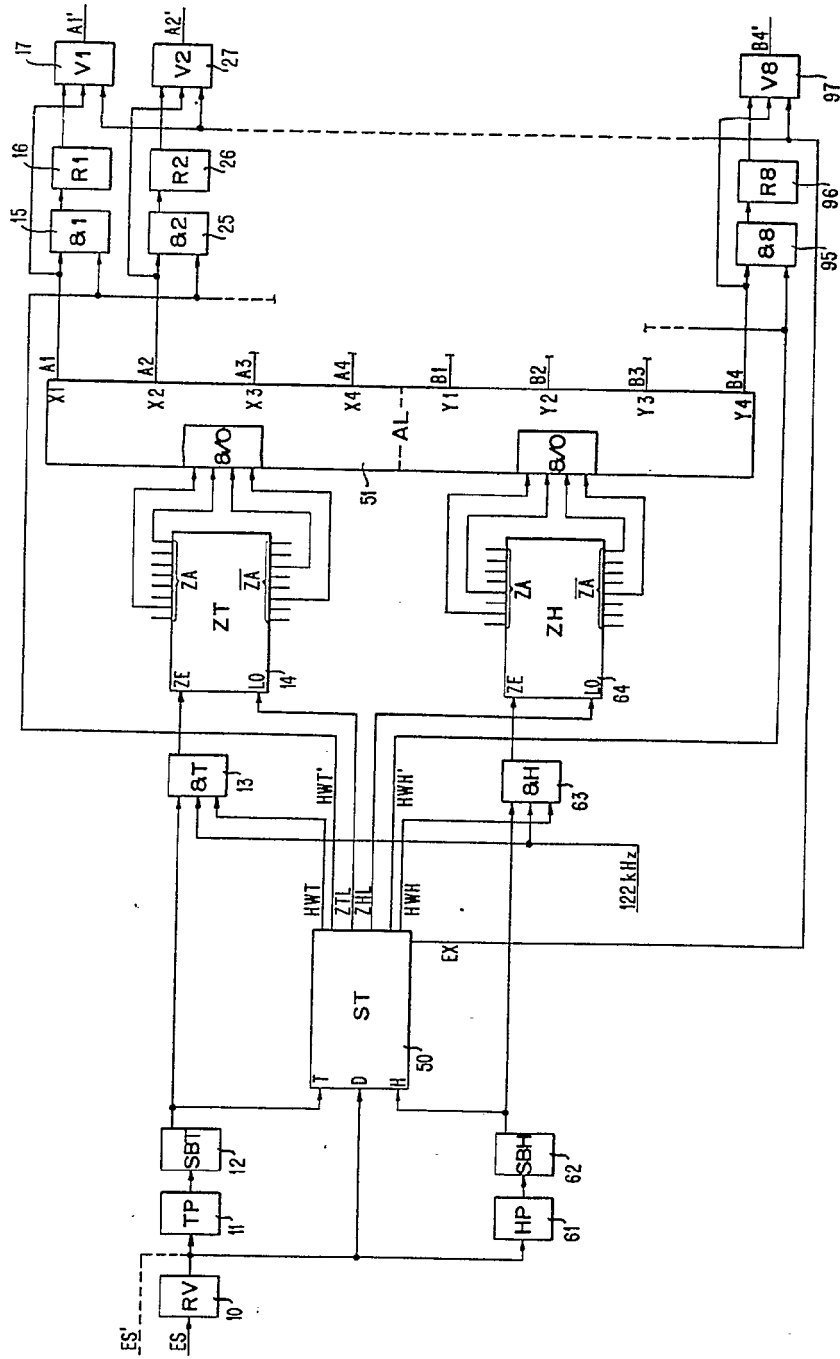 ES'
ES
RV
10
TP
11
SBT
12
HP
61
SBH
62
T
D
H
ST
50
EX
HWT
HWT'
ZTL
ZHL
HWH'
HWH
122 kHz
&T
13
&H
63
ZE
LO
14
ZT
ZA
ZA
ZE
LO
64
ZH
ZA
ZA
&/O
&/O
51
AL
X1
X2
X3
X4
Y1
Y2
Y3
Y4
A1
A2
A3
A4
B1
B2
B3
B4
15
&1
16
R1
17
V1
A1'
&2
25
R2
26
V2
27
A2'
&8
95
R8
96
V8
97
B4'